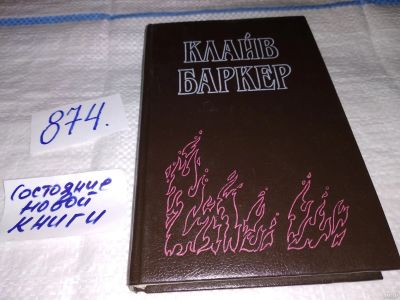 КЛАЙВ
БАРКЕР
874.
Состояние
новой
книги